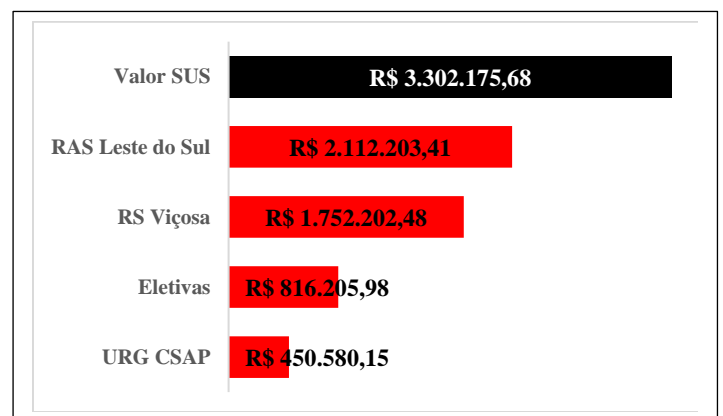 Valor SUS R$ 3.302.175,68
RAS Leste do Sul R$ 2.112.203,41
RS Viçosa R$ 1.752.202,48
Eletivas R$ 816.205,98
URG CSAP R$ 450.580,15